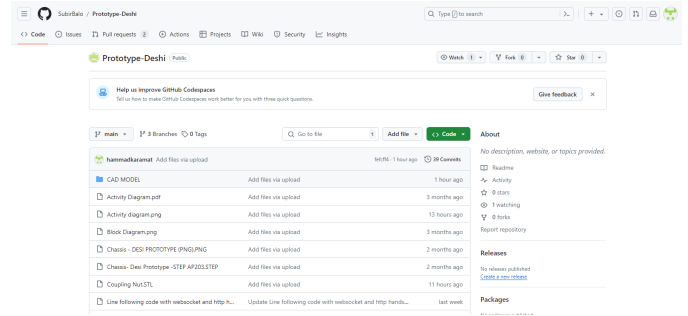 SubirBalo / Prototype-Deshi
Type / to search
Code Issues Pull requests 2 Actions Projects Wiki Security Insights
Prototype-Deshi Public
Watch 1 Fork 0 Star 0
Help us improve GitHub Codespaces
Tell us how to make GitHub Codespaces work better for you with three quick questions.
Give feedback
main 3 Branches 0 Tags
Go to file t
Add file
Code
hammadkaramat Add files via upload
1 hour ago 39 Commits
CAD MODEL Add files via upload 1 hour ago
Activity Diagram.pdf Add files via upload 3 months ago
Activity diagram.png Add files via upload 13 hours ago
Block Diagram.png Add files via upload 3 months ago
Chassis - DESI PROTOTYPE (PNG).PNG Add files via upload 2 months ago
Chassis- Desi Prototype -STEP AP203.STEP Add files via upload 2 months ago
Coupling Nut.STL Add files via upload 11 hours ago
Line following code with websocket and http h... Update Line following code with websocket and http hands... last week
About
No description, website, or topics provided.
Readme
Activity
0 stars
1 watching
0 forks
Report repository
Releases
No releases published
Create a new release
Packages